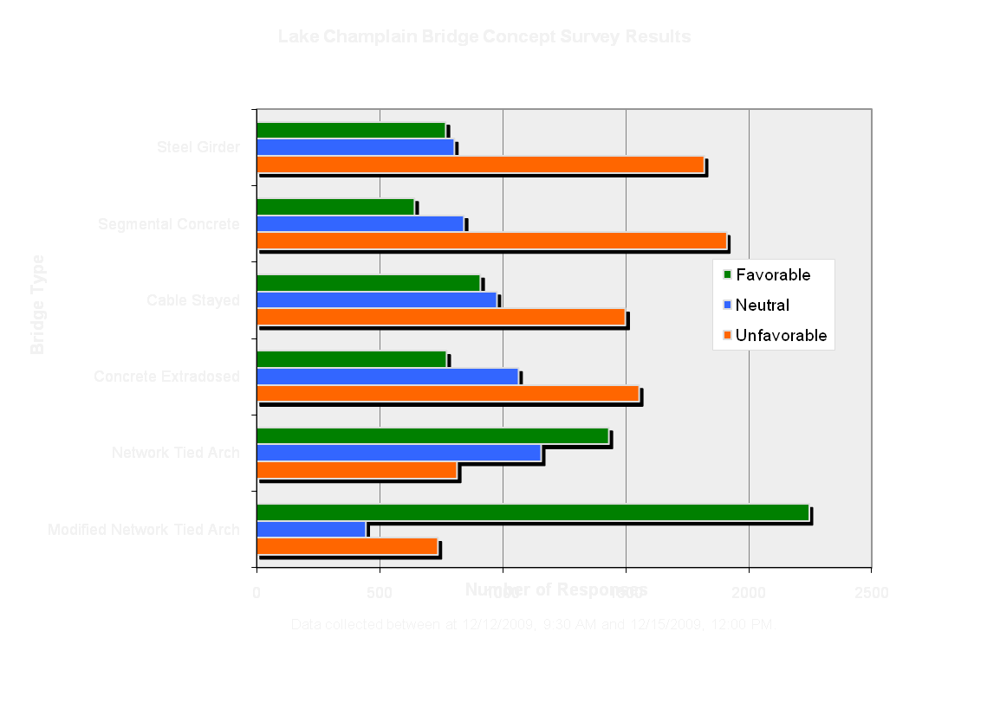 Lake Champlain Bridge Concept Survey Results
Steel Girder
Segmental Concrete
Cable Stayed
Concrete Extradosed
Network Tied Arch
Modified Network Tied Arch
Bridge Type
Favorable
Neutral
Unfavorable
0 500 1000 1500 2000 2500
Number of Responses
Data collected between at 12/12/2009, 9:30 AM and 12/15/2009, 12:00 PM